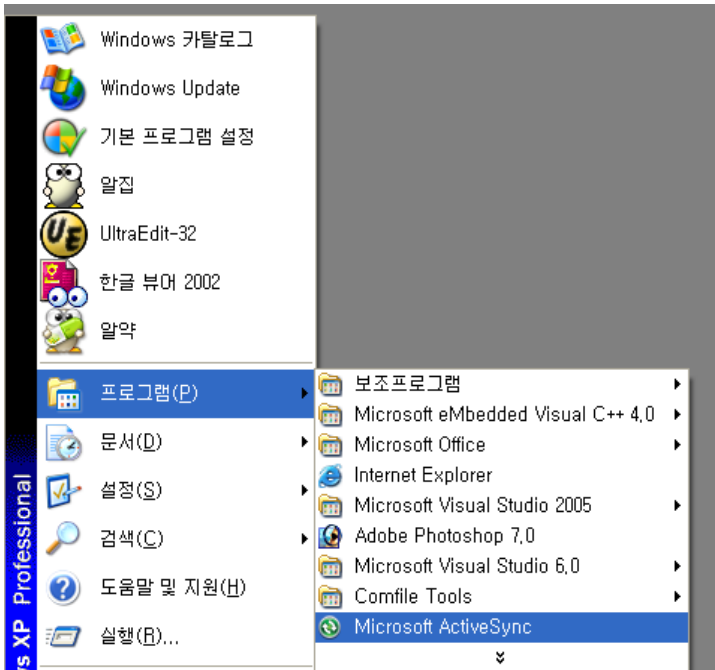 Windows 카탈로그
Windows Update
기본 프로그램 설정
알집
UltraEdit-32
한글 뷰어 2002
알약
프로그램(P)
문서(D)
설정(S)
검색(C)
도움말 및 지원(H)
실행(R)...
보조프로그램
Microsoft eMbedded Visual C++ 4.0
Microsoft Office
Internet Explorer
Microsoft Visual Studio 2005
Adobe Photoshop 7.0
Microsoft Visual Studio 6.0
Comfile Tools
Microsoft ActiveSync
ws XP Professional